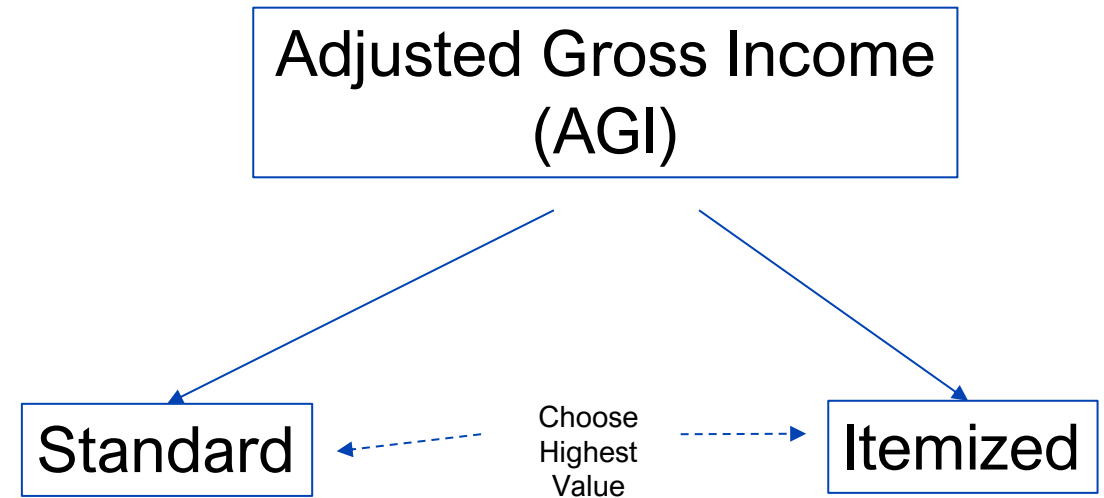 Adjusted Gross Income
(AGI)
Standard
Choose
Highest
Value
Itemized